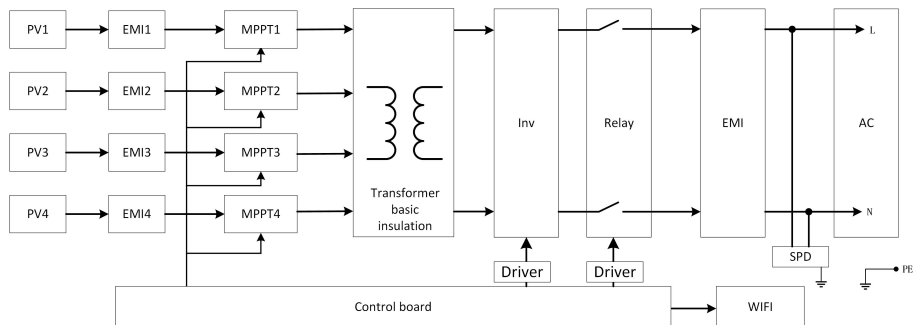 PV1 EMI1 MPPT1 L
PV2 EMI2 MPPT2
Inv Relay EMI AC
PV3 EMI3 MPPT3
Transformer
basic
insulation
PV4 EMI4 MPPT4 N
SPD
Driver Driver PE
Control board WIFI